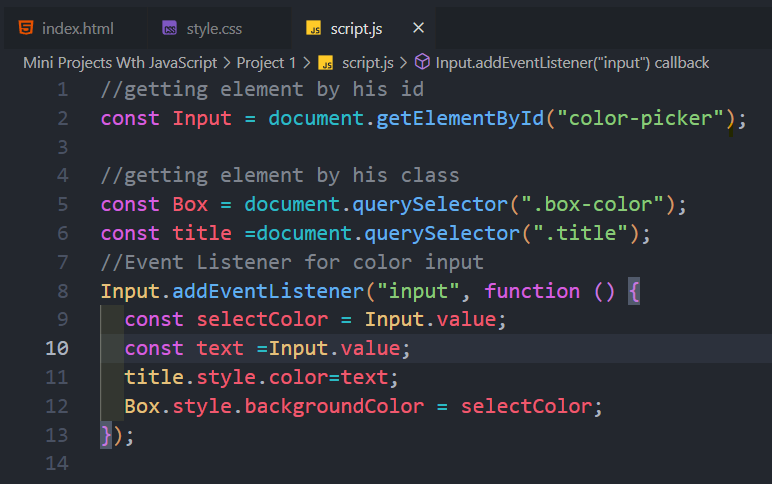 index.html style.css JS script.js ×
Mini Projects Wth JavaScript > Project 1 > JS script.js > Input.addEventListener("input") callback
1 //getting element by his id
2 const Input = document.getElementById("color-picker");
3
4 //getting element by his class
5 const Box = document.querySelector(".box-color");
6 const title =document.querySelector(".title");
7 //Event Listener for color input
8 Input.addEventListener("input", function () {
9 const selectColor = Input.value;
10 const text =Input.value;
11 title.style.color=text;
12 Box.style.backgroundColor = selectColor;
13 });
14